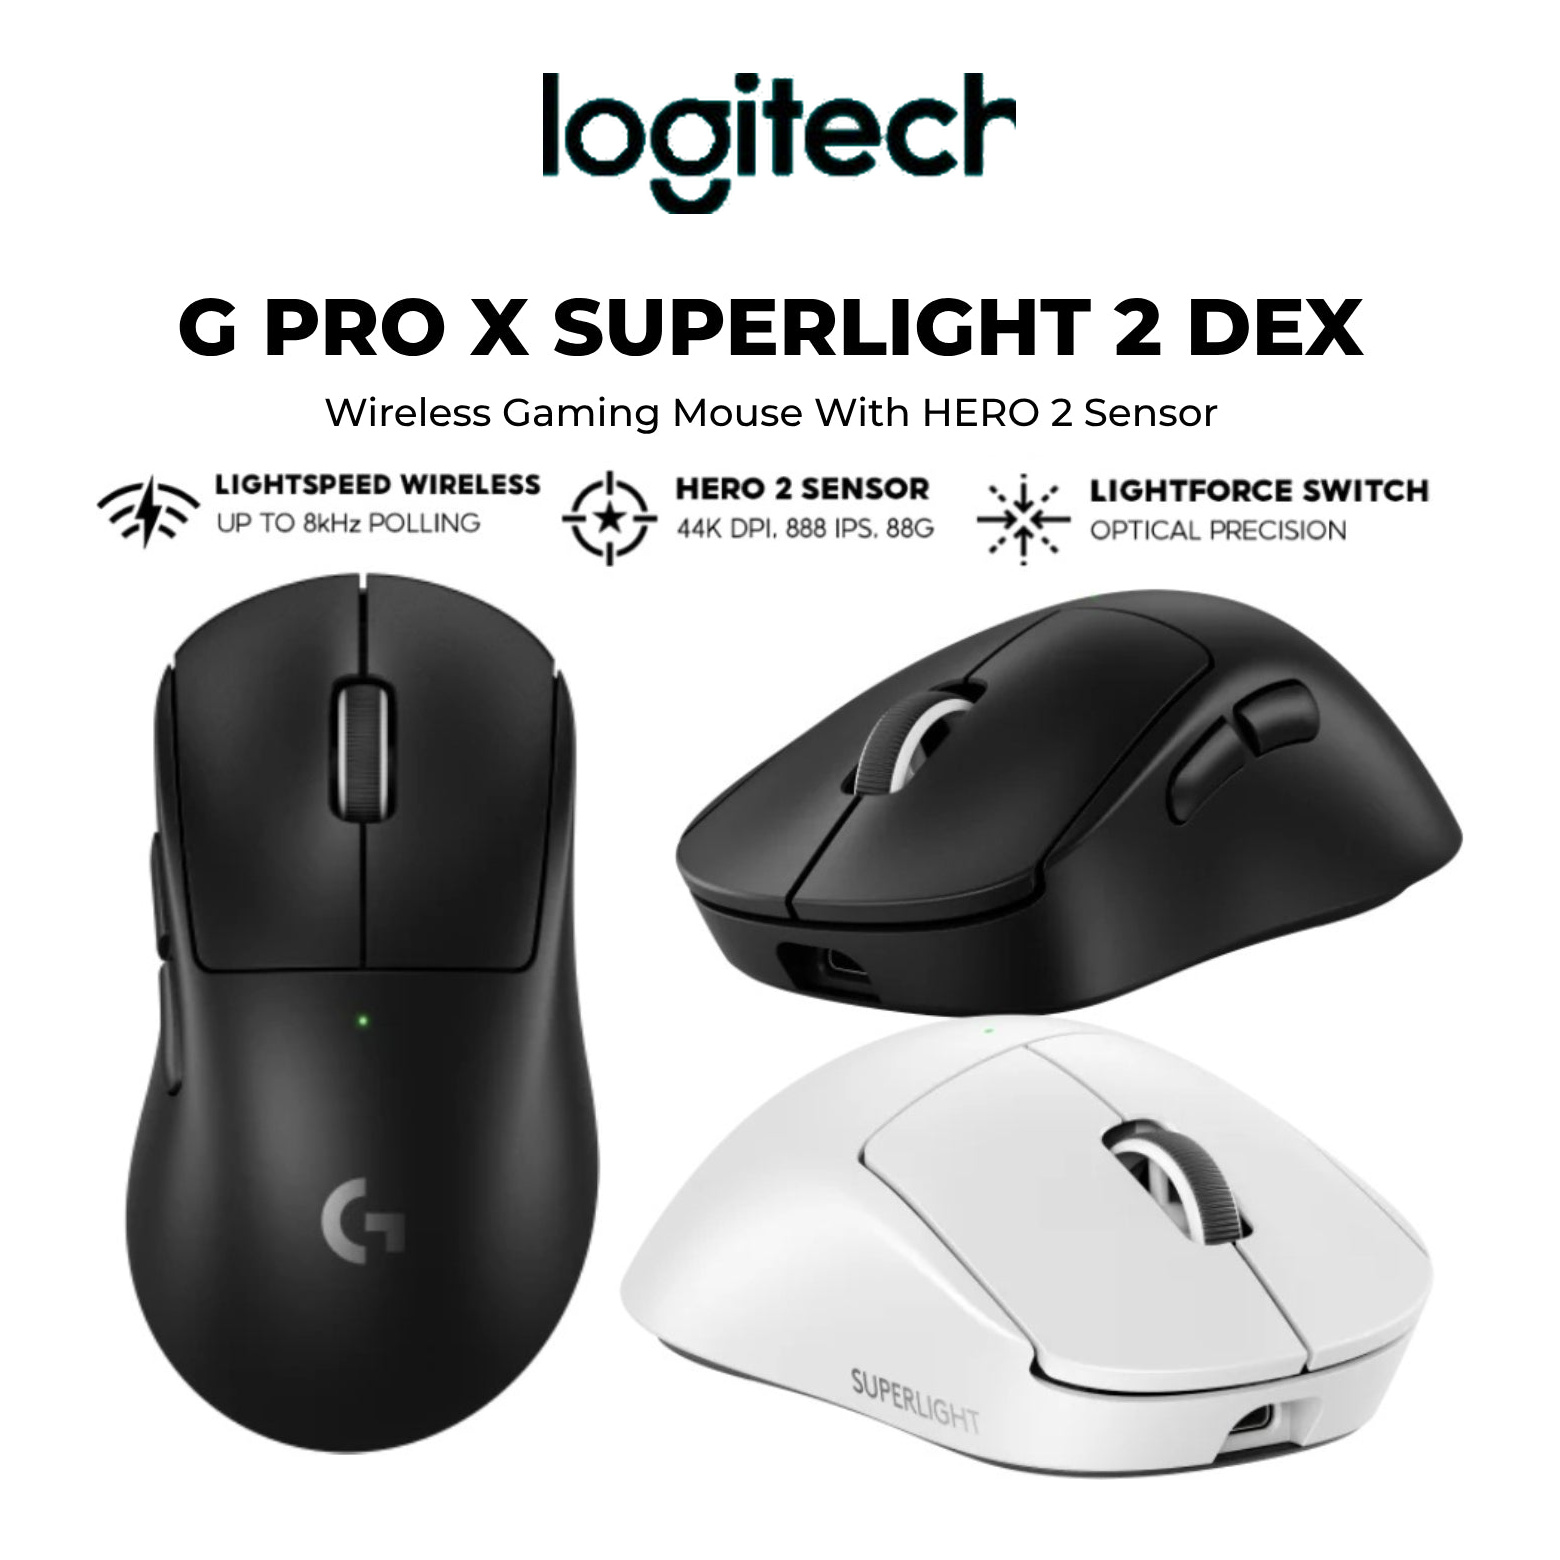 logitech
G PRO X SUPERLIGHT 2 DEX
Wireless Gaming Mouse With HERO 2 Sensor
LIGHTSPEED WIRELESS
UP TO 8kHz POLLING
HERO 2 SENSOR
44K DPI. 888 IPS. 88G
LIGHTFORCE SWITCH
OPTICAL PRECISION
G
SUPERLIGHT